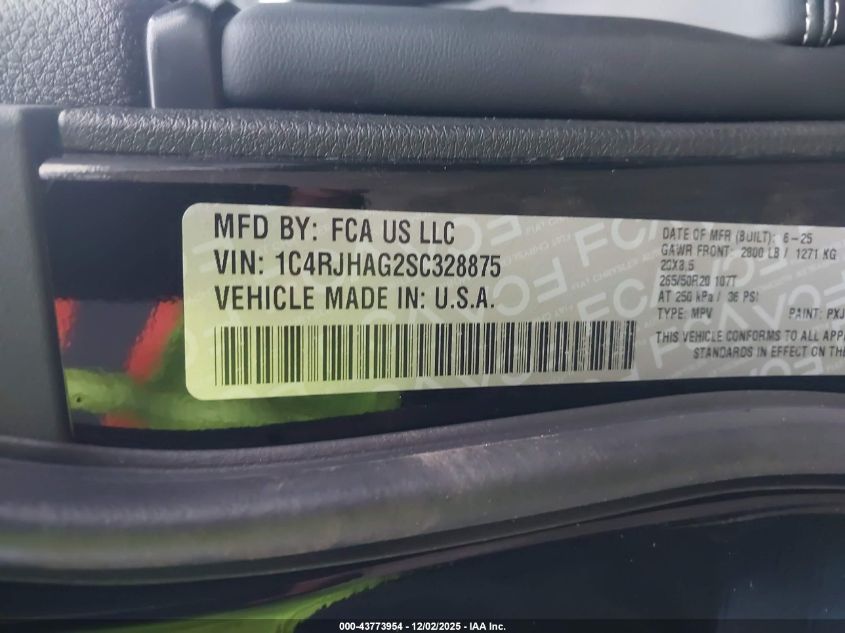 MFD BY: FCA US LLC
VIN: 1C4RJHAG2SC328875
VEHICLE MADE IN: U.S.A.
DATE OF MFR (BUILT): 6-25
GAWR FRONT: 2800 LB / 1271 KG
20X8.5
265/50R20 107T
AT 250 kPa / 36 PSI
TYPE: MPV PAINT: PXJ
THIS VEHICLE CONFORMS TO ALL APP
STANDARDS IN EFFECT ON THE
000-43773954 - 12/02/2025 - IAA Inc.